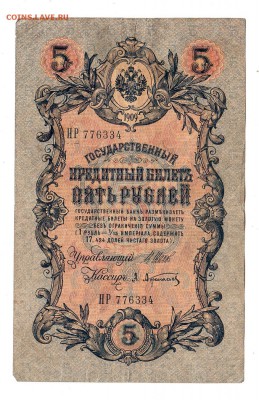 COINS.LAVE.RU
5 5
1909
ИР 776334
ГОСУДАРСТВЕННЫЙ
КРЕДИТНЫЙ БИЛЕТЪ
ПЯТЬ РУБЛЕЙ
ГОСУДАРСТВЕННЫЙ БАНКЪ РАЗМѢНИВАЕТЪ
КРЕДИТНЫЕ БИЛЕТЫ НА ЗОЛОТУЮ МОНЕТУ
БЕЗЪ ОГРАНИЧЕНІЯ СУММЫ
(1 РУБЛЬ = 1/15 ИМПЕРІАЛА, СОДЕРЖИТЪ
17,424 ДОЛЕЙ ЧИСТАГО ЗОЛОТА).
Управляющій
Кассиръ
ИР 776334
5